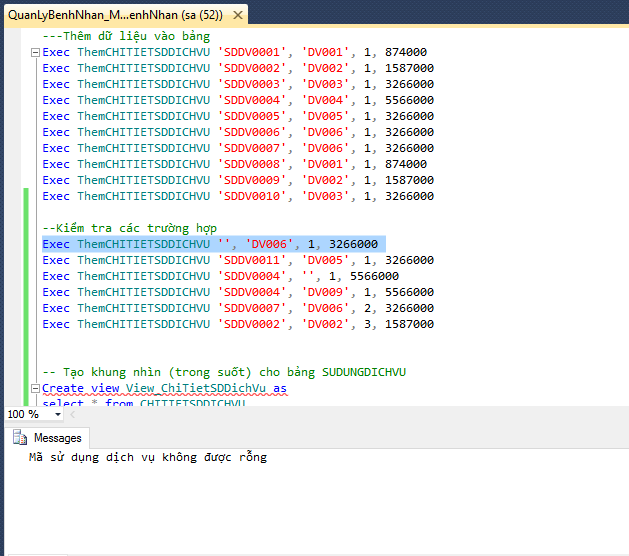 QuanLyBenhNhan_M...enhNhan (sa (52))
---Thêm dữ liệu vào bảng
Exec ThemCHITIETSDDICHVU 'SDDV0001', 'DV001', 1, 874000
Exec ThemCHITIETSDDICHVU 'SDDV0002', 'DV002', 1, 1587000
Exec ThemCHITIETSDDICHVU 'SDDV0003', 'DV003', 1, 3266000
Exec ThemCHITIETSDDICHVU 'SDDV0004', 'DV004', 1, 5566000
Exec ThemCHITIETSDDICHVU 'SDDV0005', 'DV005', 1, 3266000
Exec ThemCHITIETSDDICHVU 'SDDV0006', 'DV006', 1, 3266000
Exec ThemCHITIETSDDICHVU 'SDDV0007', 'DV006', 1, 3266000
Exec ThemCHITIETSDDICHVU 'SDDV0008', 'DV001', 1, 874000
Exec ThemCHITIETSDDICHVU 'SDDV0009', 'DV002', 1, 1587000
Exec ThemCHITIETSDDICHVU 'SDDV0010', 'DV003', 1, 3266000
--Kiểm tra các trường hợp
Exec ThemCHITIETSDDICHVU '', 'DV006', 1, 3266000
Exec ThemCHITIETSDDICHVU 'SDDV0011', 'DV005', 1, 3266000
Exec ThemCHITIETSDDICHVU 'SDDV0004', '', 1, 5566000
Exec ThemCHITIETSDDICHVU 'SDDV0004', 'DV009', 1, 5566000
Exec ThemCHITIETSDDICHVU 'SDDV0007', 'DV006', 2, 3266000
Exec ThemCHITIETSDDICHVU 'SDDV0002', 'DV002', 3, 1587000
-- Tạo khung nhìn (trong suốt) cho bảng SUDUNGDICHVU
Create view View_ChiTietSDDichVu as
select * from CHITIETSDDICHVU
100 %
Messages
Mã sử dụng dịch vụ không được rỗng